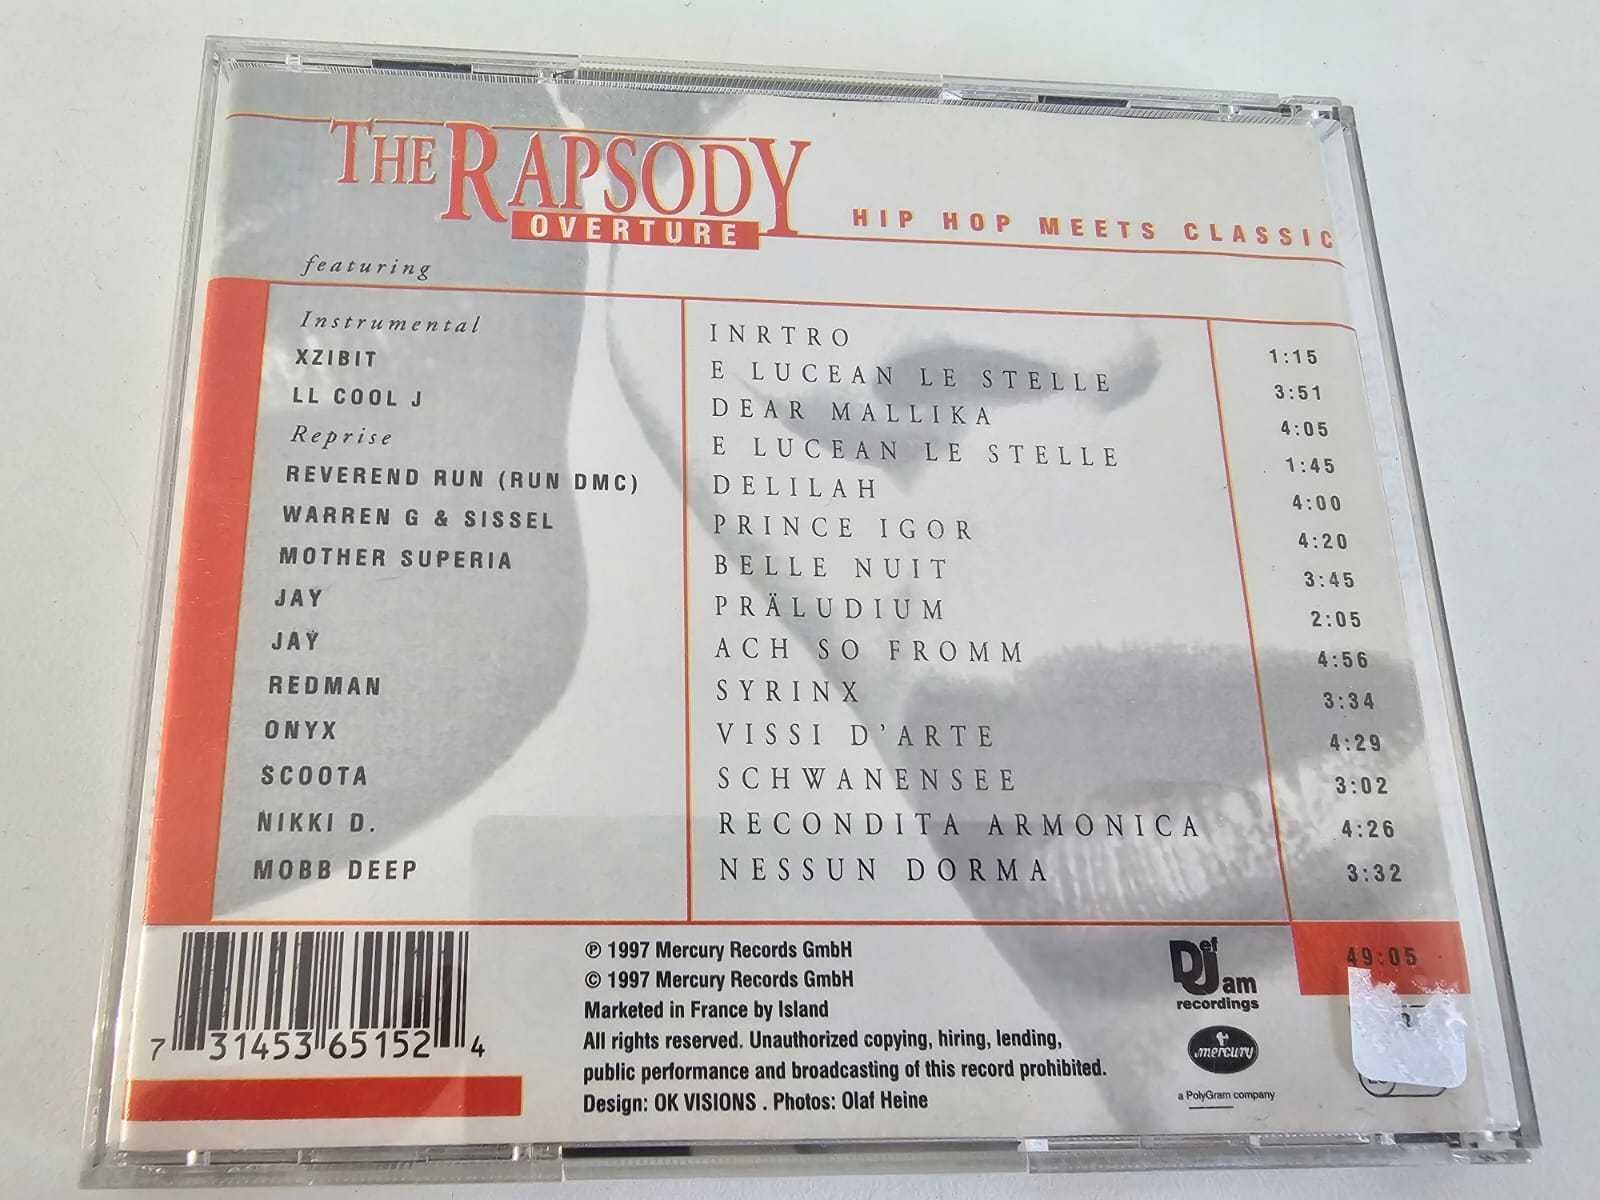 THE RAPSODY
OVERTURE
HIP HOP MEETS CLASSIC
featuring
Instrumental INRTRO 1:15
XZIBIT E LUCEAN LE STELLE 3:51
LL COOL J DEAR MALLIKA 4:05
Reprise E LUCEAN LE STELLE 1:45
REVEREND RUN (RUN DMC) DELILAH 4:00
WARREN G & SISSEL PRINCE IGOR 4:20
MOTHER SUPERIA BELLE NUIT 3:45
JAY PRÄLUDIUM 2:05
JAY ACH SO FROMM 4:56
REDMAN SYRINX 3:34
ONYX VISSI D'ARTE 4:29
SCOOTA SCHWANENSEE 3:02
NIKKI D. RECONDITA ARMONICA 4:26
MOBB DEEP NESSUN DORMA 3:32
49:05
7 31453 65152 4
℗ 1997 Mercury Records GmbH
© 1997 Mercury Records GmbH
Marketed in France by Island
All rights reserved. Unauthorized copying, hiring, lending,
public performance and broadcasting of this record prohibited.
Design: OK VISIONS . Photos: Olaf Heine
Def Jam
recordings
mercury
a PolyGram company